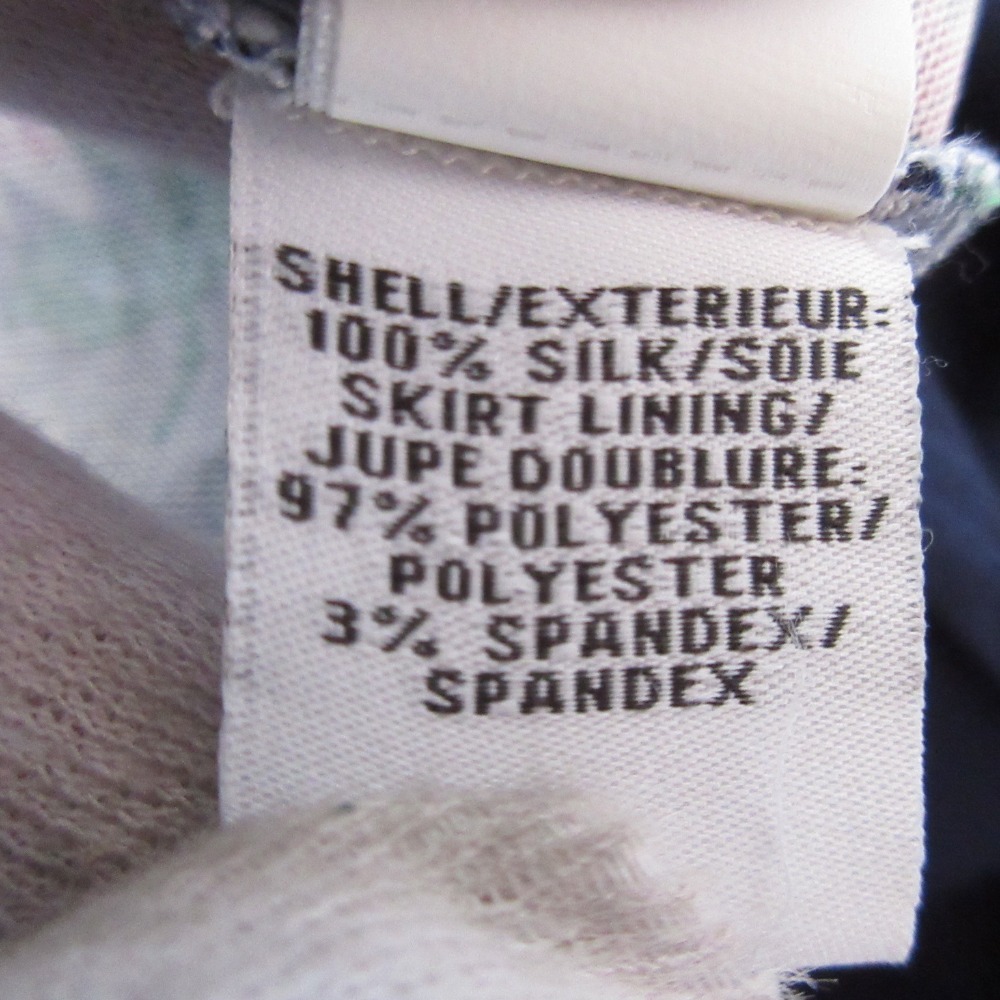 SHELL/EXTERIEUR:
100% SILK/SOIE
SKIRT LINING/
JUPE DOUBLURE:
97% POLYESTER/
POLYESTER
3% SPANDEX/
SPANDEX